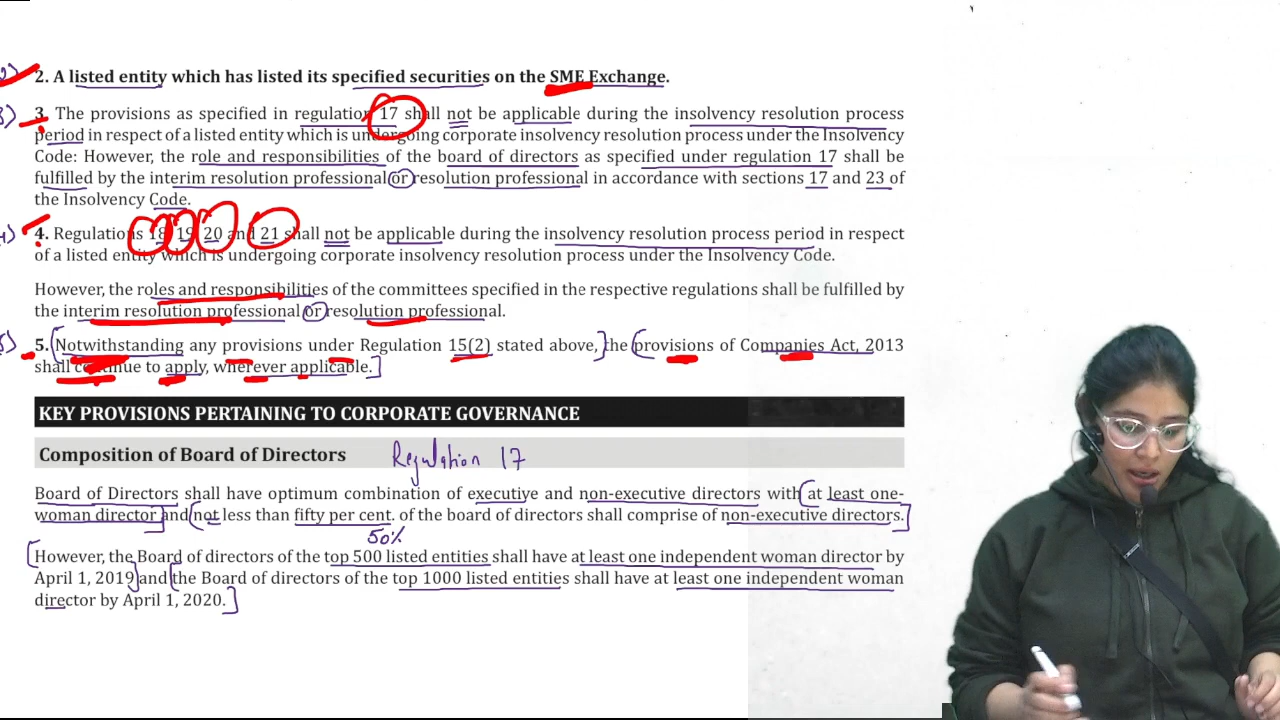 2. A listed entity which has listed its specified securities on the SME Exchange.
3. The provisions as specified in regulation 17 shall not be applicable during the insolvency resolution process
period in respect of a listed entity which is undergoing corporate insolvency resolution process under the Insolvency
Code: However, the role and responsibilities of the board of directors as specified under regulation 17 shall be
fulfilled by the interim resolution professional or resolution professional in accordance with sections 17 and 23 of
the Insolvency Code.
4. Regulations 18, 19, 20 and 21 shall not be applicable during the insolvency resolution process period in respect
of a listed entity which is undergoing corporate insolvency resolution process under the Insolvency Code.
However, the roles and responsibilities of the committees specified in the respective regulations shall be fulfilled by
the interim resolution professional or resolution professional.
5. Notwithstanding any provisions under Regulation 15(2) stated above, the provisions of Companies Act, 2013
shall continue to apply, wherever applicable.
KEY PROVISIONS PERTAINING TO CORPORATE GOVERNANCE
Composition of Board of Directors Regulation 17
Board of Directors shall have optimum combination of executive and non-executive directors with at least one-
woman director and not less than fifty per cent. of the board of directors shall comprise of non-executive directors.
50%
However, the Board of directors of the top 500 listed entities shall have at least one independent woman director by
April 1, 2019 and the Board of directors of the top 1000 listed entities shall have at least one independent woman
director by April 1, 2020.